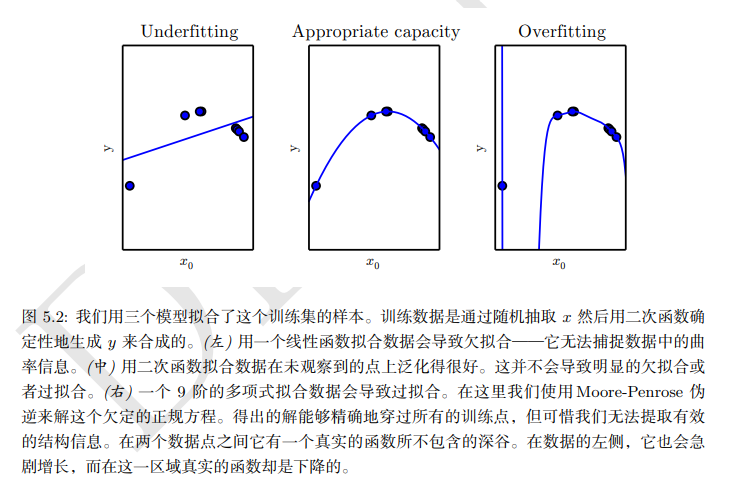 Underfitting Appropriate capacity Overfitting
y y y
x0 x0 x0
图 5.2: 我们用三个模型拟合了这个训练集的样本。训练数据是通过随机抽取 x 然后用二次函数确
定性地生成 y 来合成的。(左) 用一个线性函数拟合数据会导致欠拟合——它无法捕捉数据中的曲
率信息。(中) 用二次函数拟合数据在未观察到的点上泛化得很好。这并不会导致明显的欠拟合或
者过拟合。(右) 一个 9 阶的多项式拟合数据会导致过拟合。在这里我们使用 Moore-Penrose 伪
逆来解这个欠定的正规方程。得出的解能够精确地穿过所有的训练点，但可惜我们无法提取有效
的结构信息。在两个数据点之间它有一个真实的函数所不包含的深谷。在数据的左侧，它也会急
剧增长，而在这一区域真实的函数却是下降的。